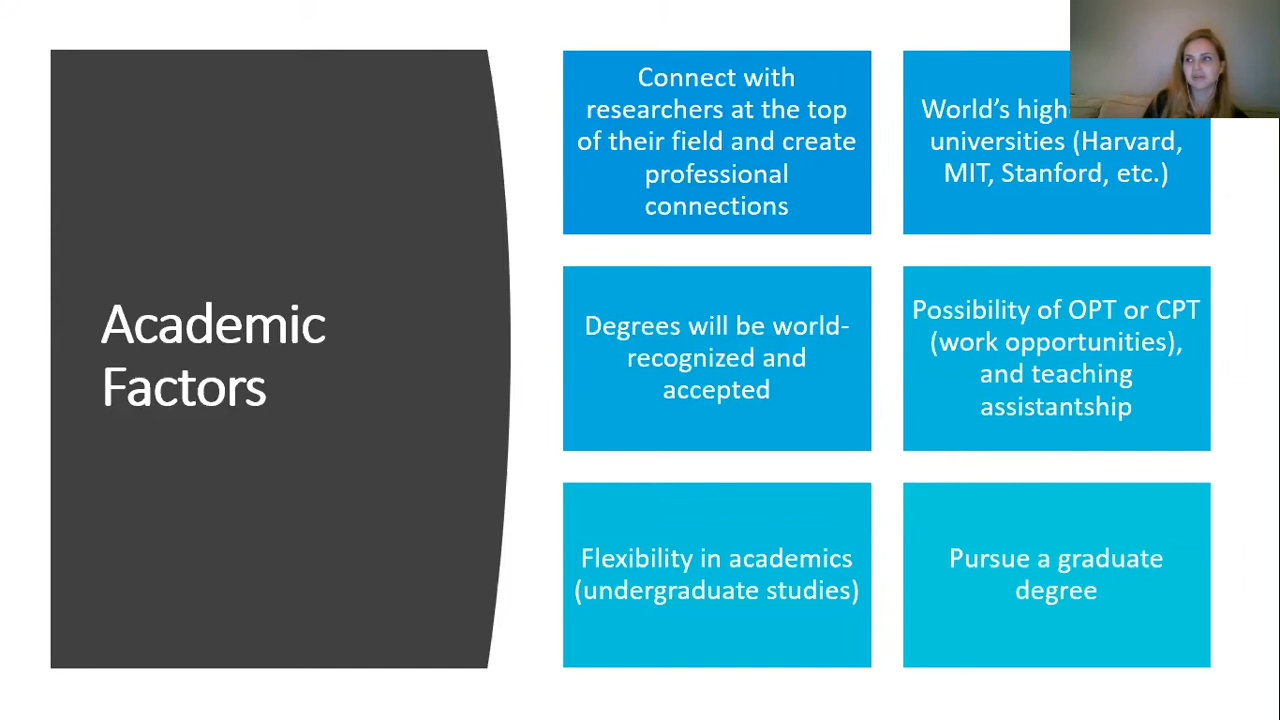 Academic
Factors
Connect with
researchers at the top
of their field and create
professional
connections
World's
universities (Harvard,
MIT, Stanford, etc.)
Degrees will be world-
recognized and
accepted
Possibility of OPT or CPT
(work opportunities),
and teaching
assistantship
Flexibility in academics
(undergraduate studies)
Pursue a graduate
degree